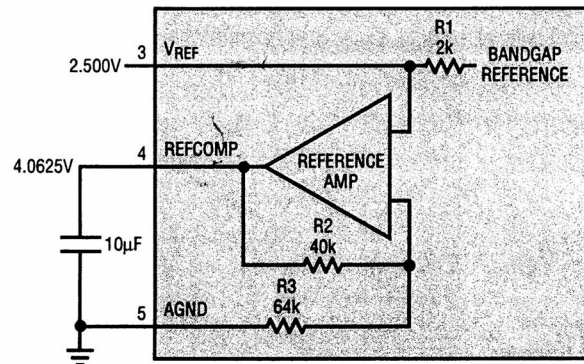 R1
2k
BANDGAP
REFERENCE
3
VREF
2.500V
4
REFCOMP
4.0625V
REFERENCE
AMP
R2
40k
10µF
R3
64k
5
AGND